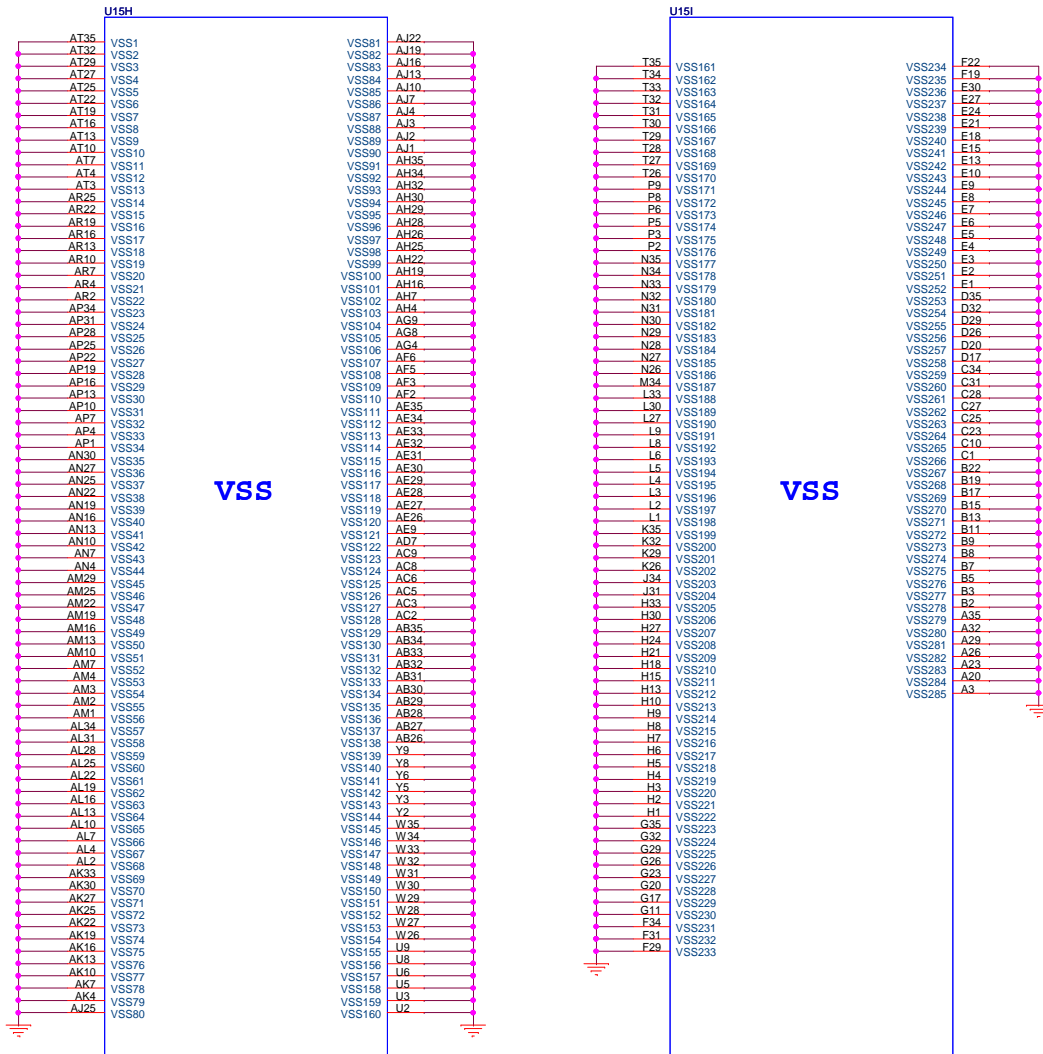 U15H
AT35 VSS1
AT32 VSS2
AT29 VSS3
AT27 VSS4
AT25 VSS5
AT22 VSS6
AT19 VSS7
AT16 VSS8
AT13 VSS9
AT10 VSS10
AT7 VSS11
AT4 VSS12
AT3 VSS13
AR25 VSS14
AR22 VSS15
AR19 VSS16
AR16 VSS17
AR13 VSS18
AR10 VSS19
AR7 VSS20
AR4 VSS21
AR2 VSS22
AP34 VSS23
AP31 VSS24
AP28 VSS25
AP25 VSS26
AP22 VSS27
AP19 VSS28
AP16 VSS29
AP13 VSS30
AP10 VSS31
AP7 VSS32
AP4 VSS33
AP1 VSS34
AN30 VSS35
AN27 VSS36
AN25 VSS37
AN22 VSS38
AN19 VSS39
AN16 VSS40
AN13 VSS41
AN10 VSS42
AN7 VSS43
AN4 VSS44
AM29 VSS45
AM25 VSS46
AM22 VSS47
AM19 VSS48
AM16 VSS49
AM13 VSS50
AM10 VSS51
AM7 VSS52
AM4 VSS53
AM3 VSS54
AM2 VSS55
AM1 VSS56
AL34 VSS57
AL31 VSS58
AL28 VSS59
AL25 VSS60
AL22 VSS61
AL19 VSS62
AL16 VSS63
AL13 VSS64
AL10 VSS65
AL7 VSS66
AL4 VSS67
AL2 VSS68
AK33 VSS69
AK30 VSS70
AK27 VSS71
AK25 VSS72
AK22 VSS73
AK19 VSS74
AK16 VSS75
AK13 VSS76
AK10 VSS77
AK7 VSS78
AK4 VSS79
AJ25 VSS80
VSS
VSS81 AJ22
VSS82 AJ19
VSS83 AJ16
VSS84 AJ13
VSS85 AJ10
VSS86 AJ7
VSS87 AJ4
VSS88 AJ3
VSS89 AJ2
VSS90 AJ1
VSS91 AH35
VSS92 AH34
VSS93 AH32
VSS94 AH30
VSS95 AH29
VSS96 AH28
VSS97 AH26
VSS98 AH25
VSS99 AH22
VSS100 AH19
VSS101 AH16
VSS102 AH7
VSS103 AH4
VSS104 AG9
VSS105 AG8
VSS106 AG4
VSS107 AF6
VSS108 AF5
VSS109 AF3
VSS110 AF2
VSS111 AE35
VSS112 AE34
VSS113 AE33
VSS114 AE32
VSS115 AE31
VSS116 AE30
VSS117 AE29
VSS118 AE28
VSS119 AE27
VSS120 AE26
VSS121 AE9
VSS122 AD7
VSS123 AC9
VSS124 AC8
VSS125 AC6
VSS126 AC5
VSS127 AC3
VSS128 AC2
VSS129 AB35
VSS130 AB34
VSS131 AB33
VSS132 AB32
VSS133 AB31
VSS134 AB30
VSS135 AB29
VSS136 AB28
VSS137 AB27
VSS138 AB26
VSS139 Y9
VSS140 Y8
VSS141 Y6
VSS142 Y5
VSS143 Y3
VSS144 Y2
VSS145 W35
VSS146 W34
VSS147 W33
VSS148 W32
VSS149 W31
VSS150 W30
VSS151 W29
VSS152 W28
VSS153 W27
VSS154 W26
VSS155 U9
VSS156 U8
VSS157 U6
VSS158 U5
VSS159 U3
VSS160 U2
U15I
T35 VSS161
T34 VSS162
T33 VSS163
T32 VSS164
T31 VSS165
T30 VSS166
T29 VSS167
T28 VSS168
T27 VSS169
T26 VSS170
P9 VSS171
P8 VSS172
P6 VSS173
P5 VSS174
P3 VSS175
P2 VSS176
N35 VSS177
N34 VSS178
N33 VSS179
N32 VSS180
N31 VSS181
N30 VSS182
N29 VSS183
N28 VSS184
N27 VSS185
N26 VSS186
M34 VSS187
L33 VSS188
L30 VSS189
L27 VSS190
L9 VSS191
L8 VSS192
L6 VSS193
L5 VSS194
L4 VSS195
L3 VSS196
L2 VSS197
L1 VSS198
K35 VSS199
K32 VSS200
K29 VSS201
K26 VSS202
J34 VSS203
J31 VSS204
H33 VSS205
H30 VSS206
H27 VSS207
H24 VSS208
H21 VSS209
H18 VSS210
H15 VSS211
H13 VSS212
H10 VSS213
H9 VSS214
H8 VSS215
H7 VSS216
H6 VSS217
H5 VSS218
H4 VSS219
H3 VSS220
H2 VSS221
H1 VSS222
G35 VSS223
G32 VSS224
G29 VSS225
G26 VSS226
G23 VSS227
G20 VSS228
G17 VSS229
G11 VSS230
F34 VSS231
F31 VSS232
F29 VSS233
VSS
VSS234 F22
VSS235 F19
VSS236 E30
VSS237 E27
VSS238 E24
VSS239 E21
VSS240 E18
VSS241 E15
VSS242 E13
VSS243 E10
VSS244 E9
VSS245 E8
VSS246 E7
VSS247 E6
VSS248 E5
VSS249 E4
VSS250 E3
VSS251 E2
VSS252 E1
VSS253 D35
VSS254 D32
VSS255 D29
VSS256 D26
VSS257 D20
VSS258 D17
VSS259 C34
VSS260 C31
VSS261 C28
VSS262 C27
VSS263 C25
VSS264 C23
VSS265 C10
VSS266 C1
VSS267 B22
VSS268 B19
VSS269 B17
VSS270 B15
VSS271 B13
VSS272 B11
VSS273 B9
VSS274 B8
VSS275 B7
VSS276 B5
VSS277 B3
VSS278 B2
VSS279 A35
VSS280 A32
VSS281 A29
VSS282 A26
VSS283 A23
VSS284 A20
VSS285 A3